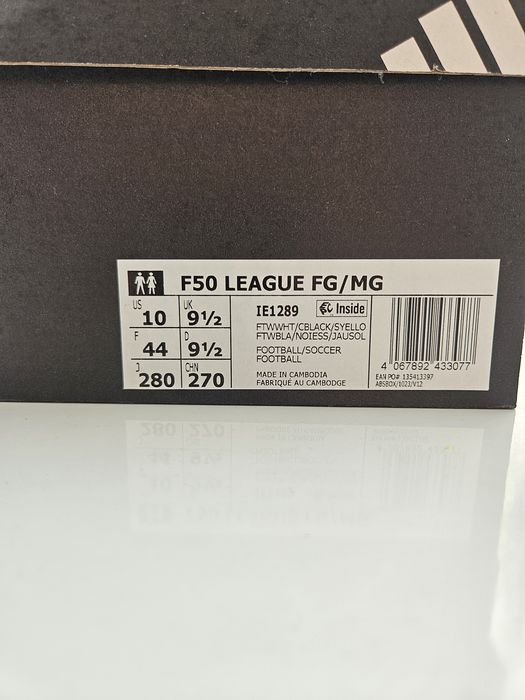 F50 LEAGUE FG/MG
US
10
UK
9½
F
44
D
9½
J
280
CHN
270
IE1289
Inside
FTWWHT/CBLACK/SYELLO
FTWBLA/NOIESS/JAUSOL
FOOTBALL/SOCCER
FOOTBALL
MADE IN CAMBODIA
FABRIQUÉ AU CAMBODGE
4 067892 433077
EAN PO# 135413397
ABSBOX/1023/V12